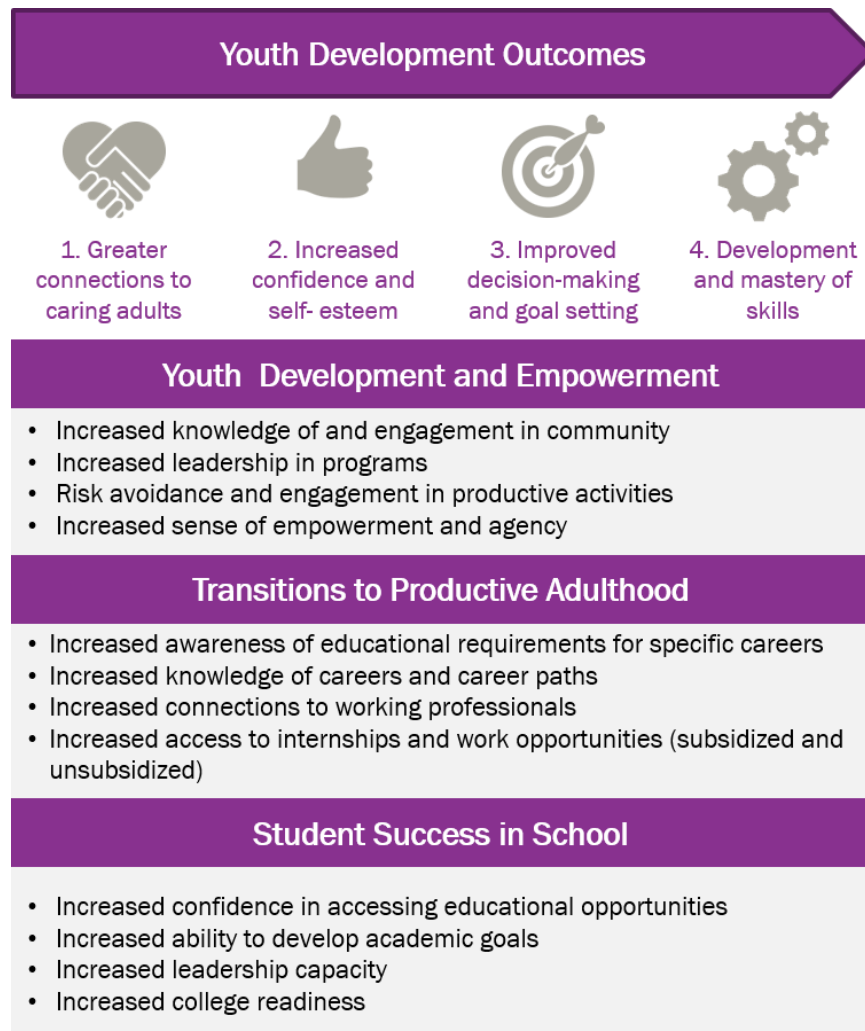 Youth Development Outcomes
1. Greater
connections to
caring adults
2. Increased
confidence and
self- esteem
3. Improved
decision-making
and goal setting
4. Development
and mastery of
skills
Youth  Development and Empowerment
• Increased knowledge of and engagement in community
• Increased leadership in programs
• Risk avoidance and engagement in productive activities
• Increased sense of empowerment and agency
Transitions to Productive Adulthood
• Increased awareness of educational requirements for specific careers
• Increased knowledge of careers and career paths
• Increased connections to working professionals
• Increased access to internships and work opportunities (subsidized and
unsubsidized)
Student Success in School
• Increased confidence in accessing educational opportunities
• Increased ability to develop academic goals
• Increased leadership capacity
• Increased college readiness